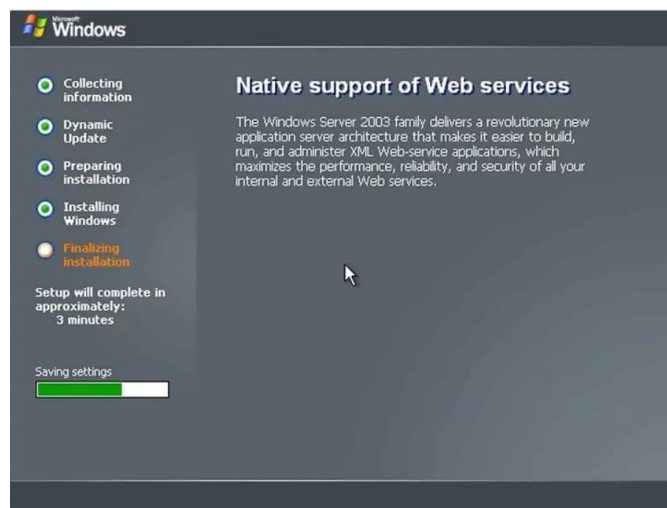 Microsoft
Windows
Collecting
information
Dynamic
Update
Preparing
installation
Installing
Windows
Finalizing
installation
Setup will complete in
approximately:
3 minutes
Saving settings
Native support of Web services
The Windows Server 2003 family delivers a revolutionary new
application server architecture that makes it easier to build,
run, and administer XML Web-service applications, which
maximizes the performance, reliability, and security of all your
internal and external Web services.